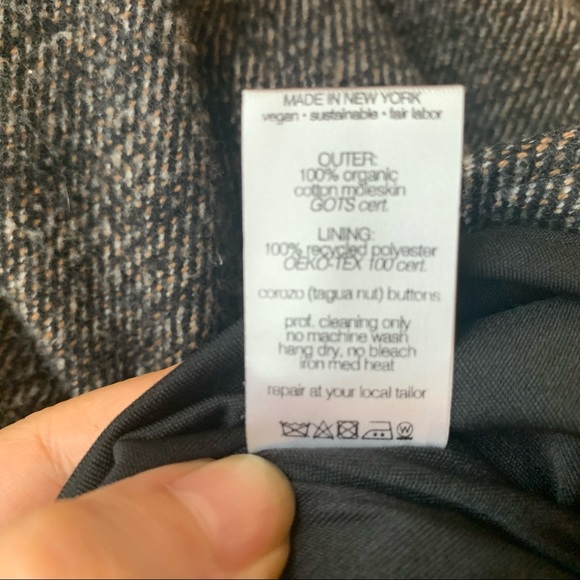 MADE IN NEW YORK
vegan • sustainable • fair labor
OUTER:
100% organic
cotton moleskin
GOTS cert.
LINING:
100% recycled polyester
OEKO-TEX 100 cert.
corozo (tagua nut) buttons
prof. cleaning only
no machine wash
hang dry, no bleach
iron med heat
repair at your local tailor
W